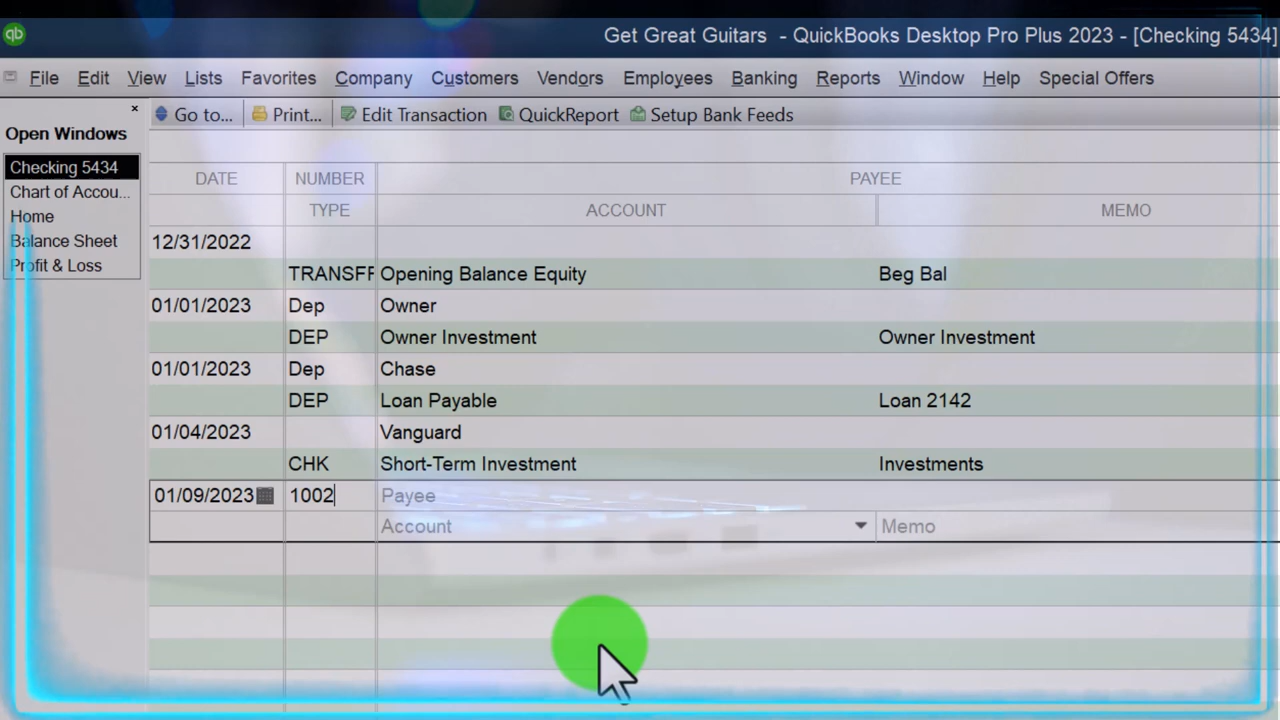 qb
Get Great Guitars - QuickBooks Desktop Pro Plus 2023 - [Checking 5434]
File Edit View Lists Favorites Company Customers Vendors Employees Banking Reports Window Help Special Offers
Go to... Print... Edit Transaction QuickReport Setup Bank Feeds
Open Windows ×
Checking 5434
Chart of Accou...
Home
Balance Sheet
Profit & Loss
DATE NUMBER PAYEE
TYPE ACCOUNT MEMO
12/31/2022
TRANSFR Opening Balance Equity Beg Bal
01/01/2023 Dep Owner
DEP Owner Investment Owner Investment
01/01/2023 Dep Chase
DEP Loan Payable Loan 2142
01/04/2023 Vanguard
CHK Short-Term Investment Investments
01/09/2023 1002 Payee
Account Memo